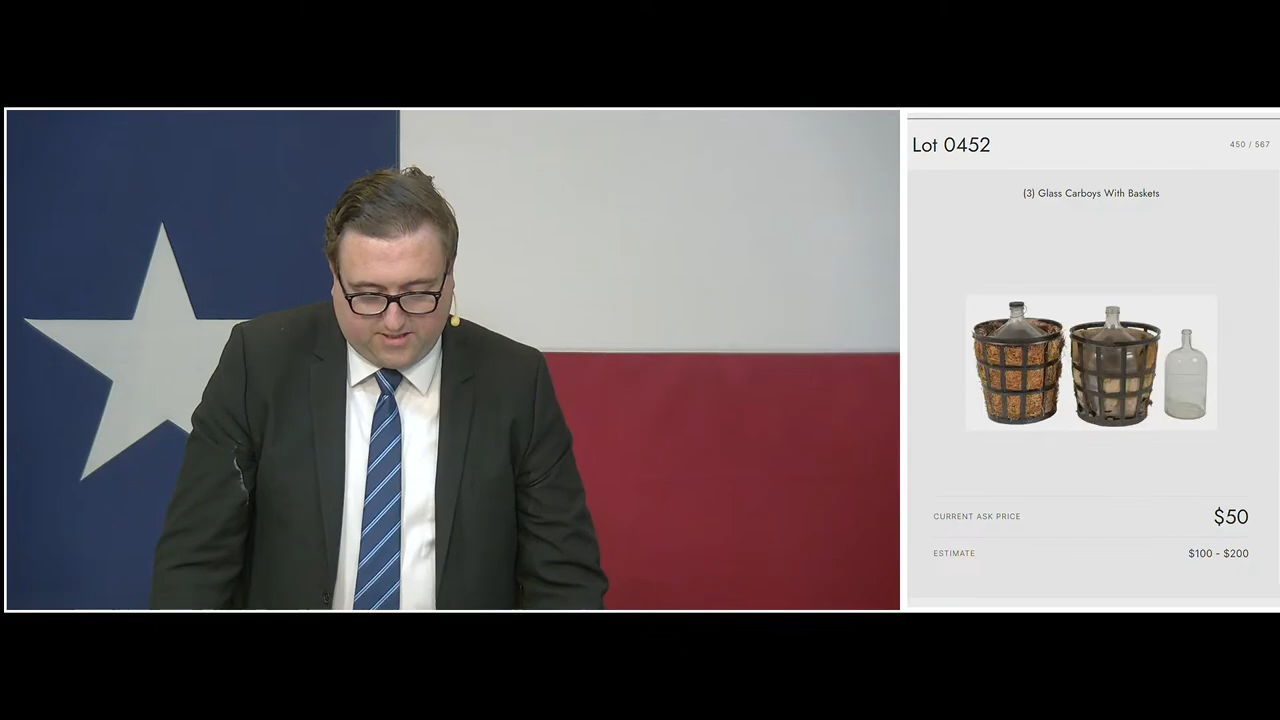 Lot 0452
450 / 567
(3) Glass Carboys With Baskets
CURRENT ASK PRICE
$50
ESTIMATE
$100 - $200